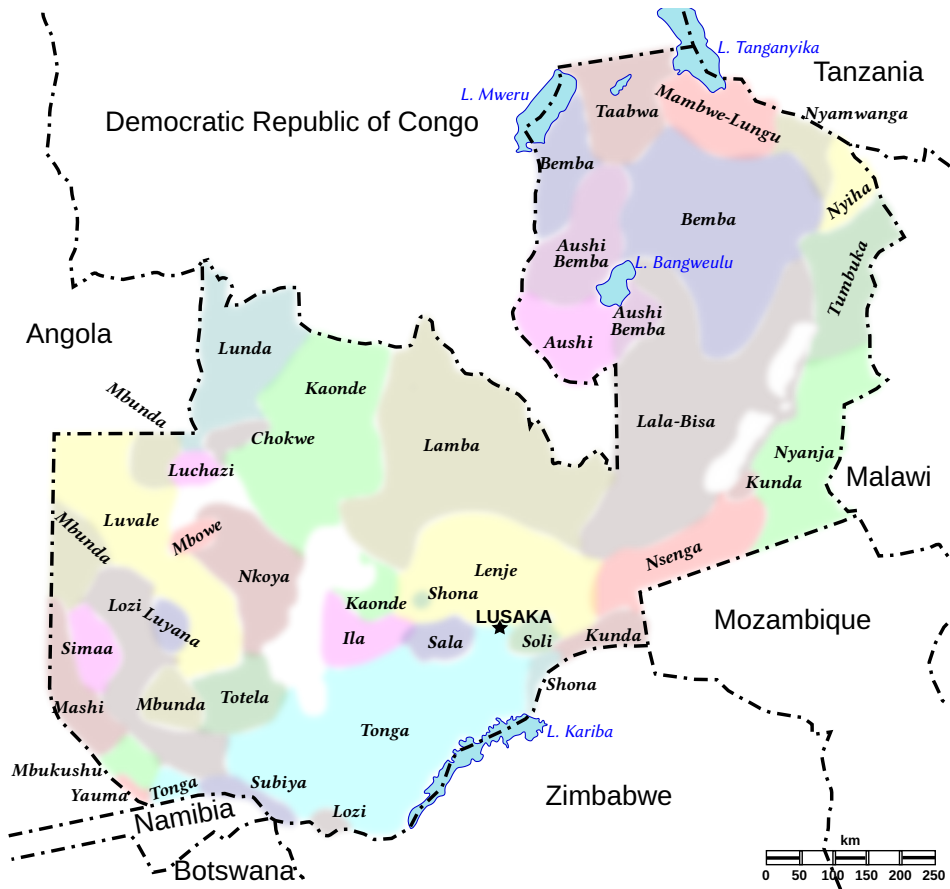 L. Tanganyika
Tanzania
L. Mweru
Taabwa
Mambwe-Lungu
Nyamwanga
Democratic Republic of Congo
Bemba
Nyiha
Bemba
Aushi
Bemba
L. Bangweulu
Tumbuka
Aushi
Bemba
Angola
Lunda
Aushi
Kaonde
Mbunda
Chokwe
Lamba
Lala-Bisa
Luchazi
Nyanja
Kunda
Malawi
Luvale
Mbowe
Mbunda
Nsenga
Nkoya
Lenje
Shona
Lozi
Luyana
Kaonde
LUSAKA
Mozambique
Simaa
Ila
Sala
Soli
Kunda
Shona
Mashi
Mbunda
Totela
Tonga
L. Kariba
Mbukushu
Yauma
Tonga
Subiya
Zimbabwe
Lozi
Namibia
Botswana
km
0 50 100 150 200 250